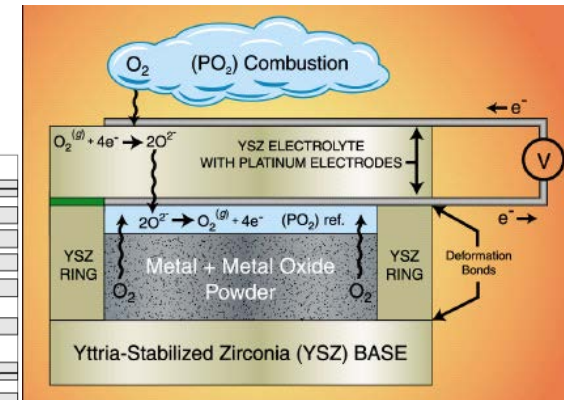 O₂ (PO₂) Combustion
← e⁻
O₂⁽ᵍ⁾ + 4e⁻ → 2O²⁻
YSZ ELECTROLYTE
WITH PLATINUM ELECTRODES
V
2O²⁻ → O₂⁽ᵍ⁾ + 4e⁻ (PO₂) ref.
e⁻ →
YSZ
RING
Metal + Metal Oxide
Powder
YSZ
RING
Deformation
Bonds
O₂
O₂
Yttria-Stabilized Zirconia (YSZ) BASE